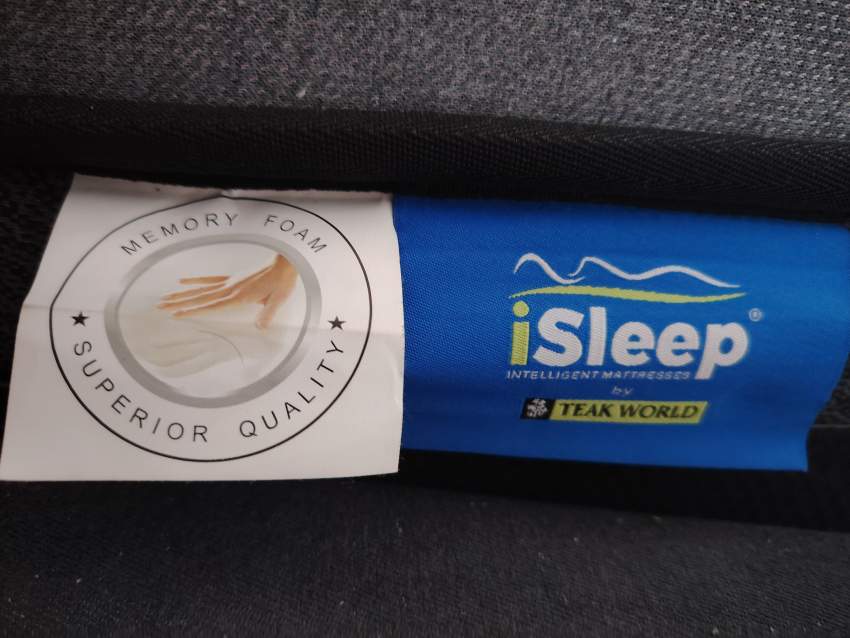 MEMORY FOAM
★ SUPERIOR QUALITY ★
iSleep®
INTELLIGENT MATTRESSES
by
TEAK WORLD